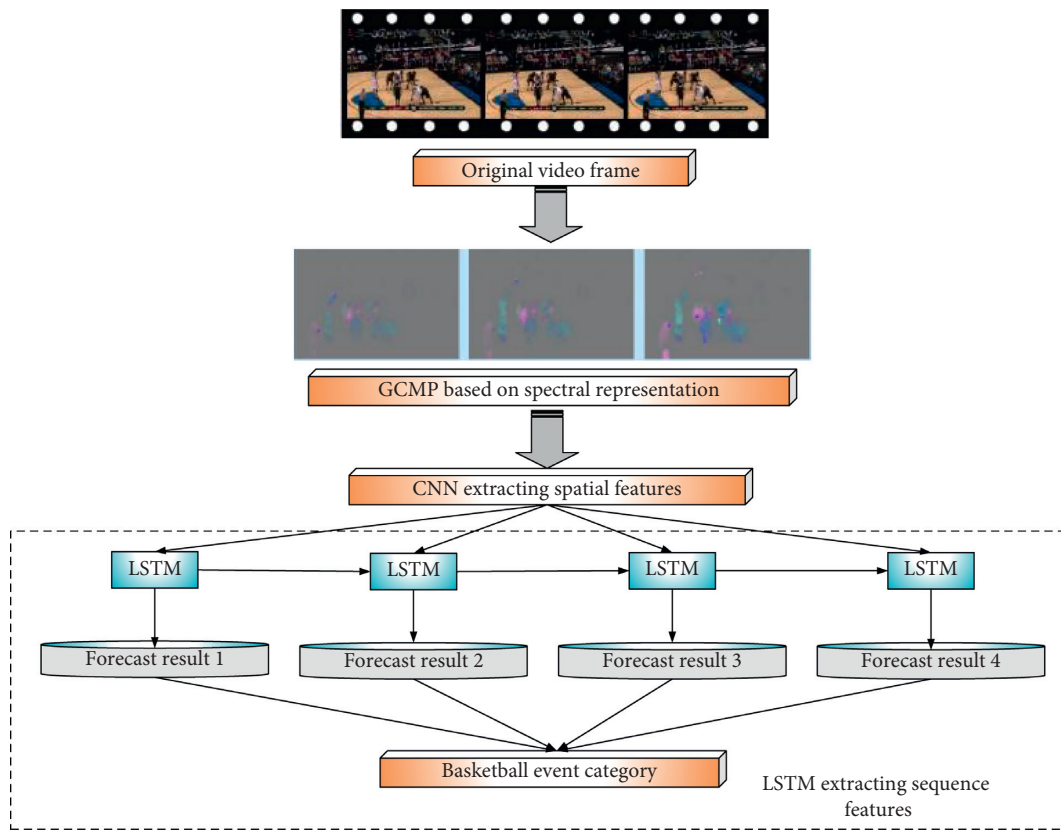 Original video frame
GCMP based on spectral representation
CNN extracting spatial features
LSTM
LSTM
LSTM
LSTM
Forecast result 1
Forecast result 2
Forecast result 3
Forecast result 4
Basketball event category
LSTM extracting sequence
features